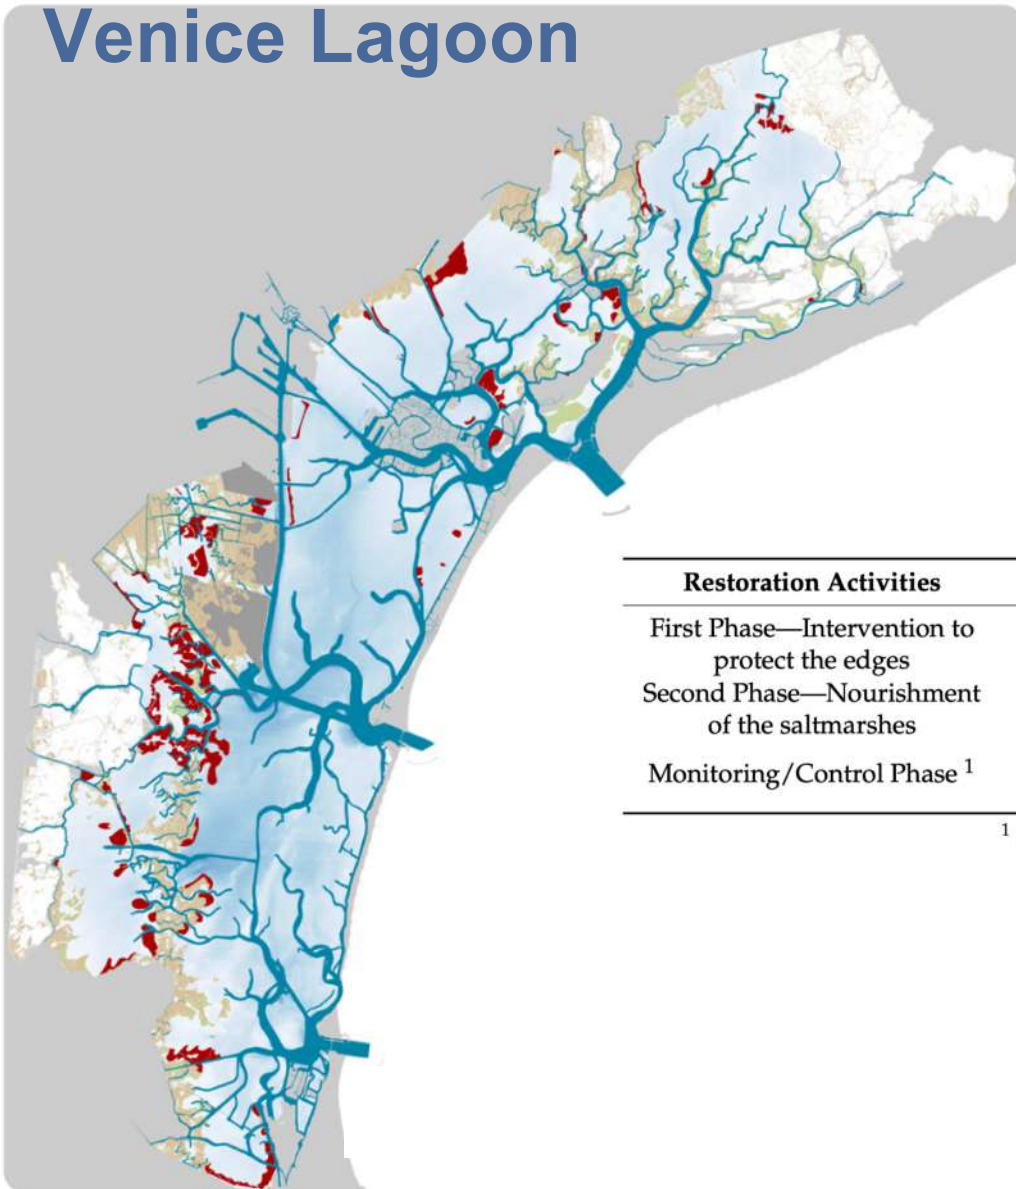 Venice Lagoon
Restoration Activities
First Phase—Intervention to
protect the edges
Second Phase—Nourishment
of the saltmarshes
Monitoring/Control Phase 1
1